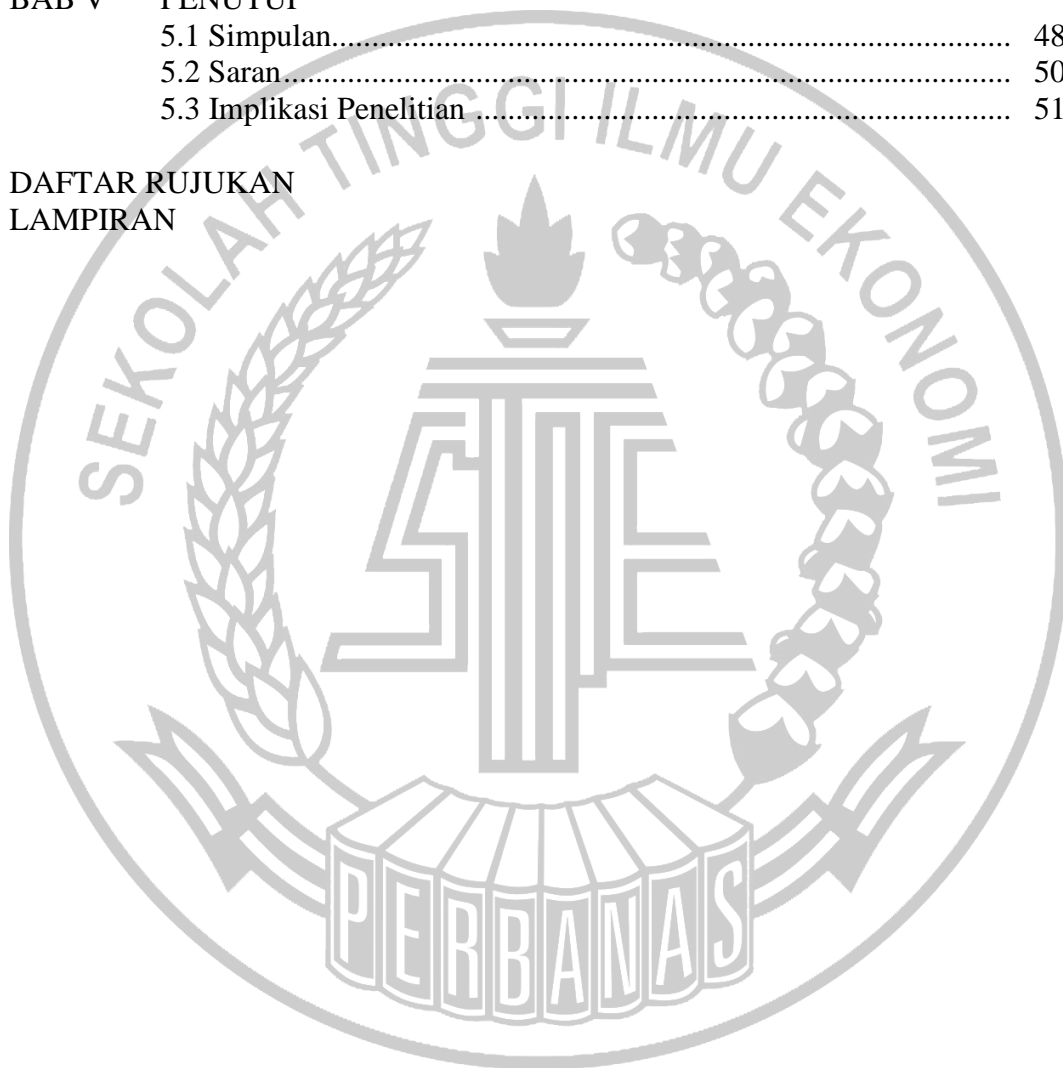 BAB V PENUTUP
5.1 Simpulan.................................................................................... 48
5.2 Saran.......................................................................................... 50
5.3 Implikasi Penelitian .................................................................. 51
DAFTAR RUJUKAN
LAMPIRAN
SEKOLAH TINGGI ILMU EKONOMI
STIE
PERBANAS